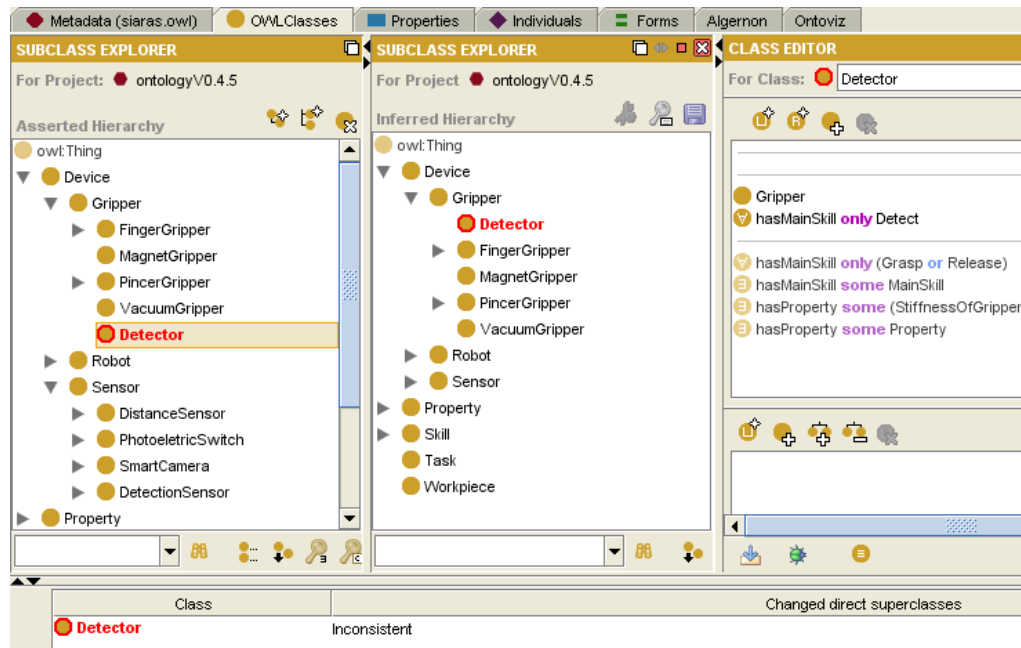 Metadata (siaras.owl) OWLClasses Properties Individuals Forms Algernon Ontoviz
SUBCLASS EXPLORER
For Project: ontologyV0.4.5
Asserted Hierarchy
owl:Thing
Device
Gripper
FingerGripper
MagnetGripper
PincerGripper
VacuumGripper
Detector
Robot
Sensor
DistanceSensor
PhotoeletricSwitch
SmartCamera
DetectionSensor
Property
SUBCLASS EXPLORER
For Project ontologyV0.4.5
Inferred Hierarchy
owl:Thing
Device
Gripper
Detector
FingerGripper
MagnetGripper
PincerGripper
VacuumGripper
Robot
Sensor
Property
Skill
Task
Workpiece
CLASS EDITOR
For Class: Detector
Gripper
hasMainSkill only Detect
hasMainSkill only (Grasp or Release)
hasMainSkill some MainSkill
hasProperty some (StiffnessOfGripper
hasProperty some Property
Class Changed direct superclasses
Detector Inconsistent